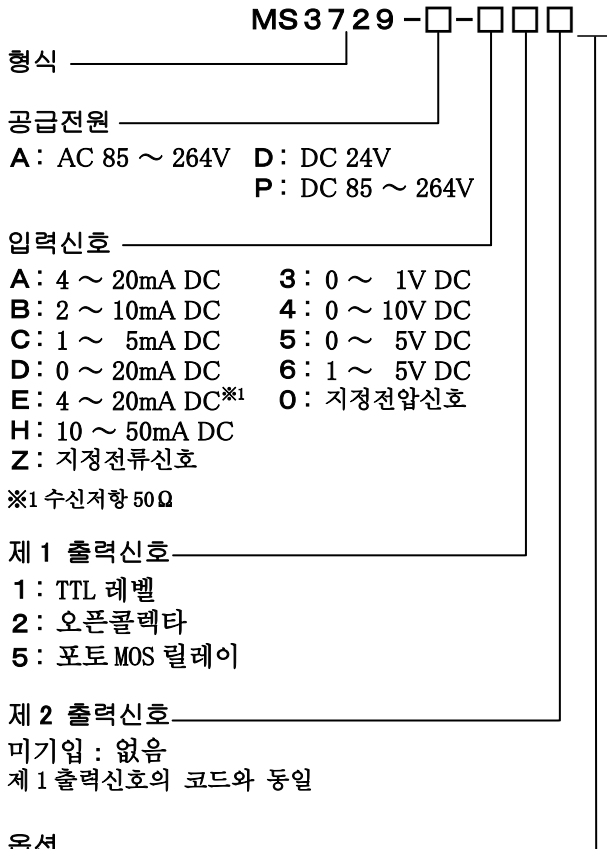 MS3729-□-□□□
형식
공급전원
A : AC 85 ～ 264V D : DC 24V
P : DC 85 ～ 264V
입력신호
A : 4 ～ 20mA DC 3 : 0 ～ 1V DC
B : 2 ～ 10mA DC 4 : 0 ～ 10V DC
C : 1 ～ 5mA DC 5 : 0 ～ 5V DC
D : 0 ～ 20mA DC 6 : 1 ～ 5V DC
E : 4 ～ 20mA DC※1 0 : 지정전압신호
H : 10 ～ 50mA DC
Z : 지정전류신호
※1 수신저항 50Ω
제 1 출력신호
1 : TTL 레벨
2 : 오픈콜렉타
5 : 포토 MOS 릴레이
제 2 출력신호
미기입 : 없음
제 1 출력신호의 코드와 동일
옵션